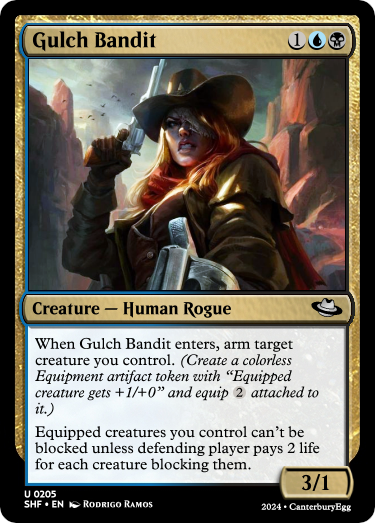 Gulch Bandit 1
Creature — Human Rogue
When Gulch Bandit enters, arm target
creature you control. (Create a colorless
Equipment artifact token with “Equipped
creature gets +1/+0” and equip 2 attached to
it.)
Equipped creatures you control can't be
blocked unless defending player pays 2 life
for each creature blocking them.
3/1
U 0205
SHF • EN Rodrigo Ramos
2024 • CanterburyEgg